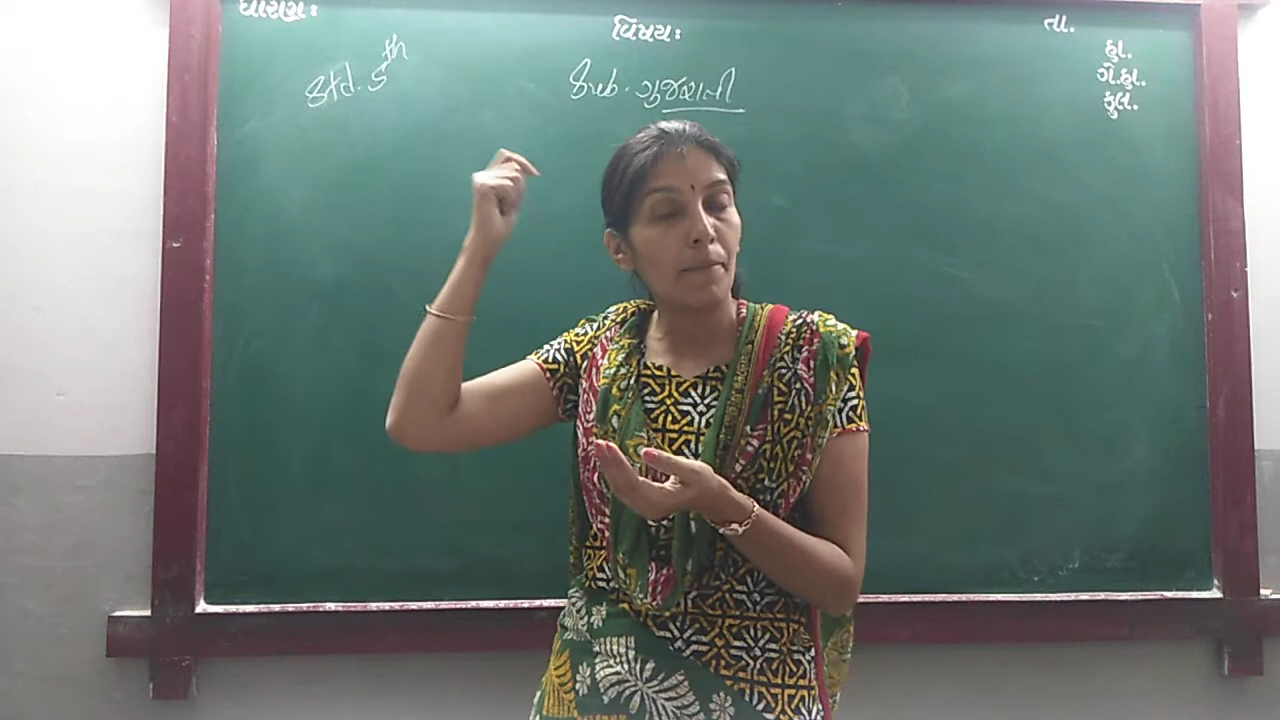 ધોરણઃ
વિષયઃ
તા.
Std. 5th
Sub. ગુજરાતી
હા.
ગે.હા.
કુલ.